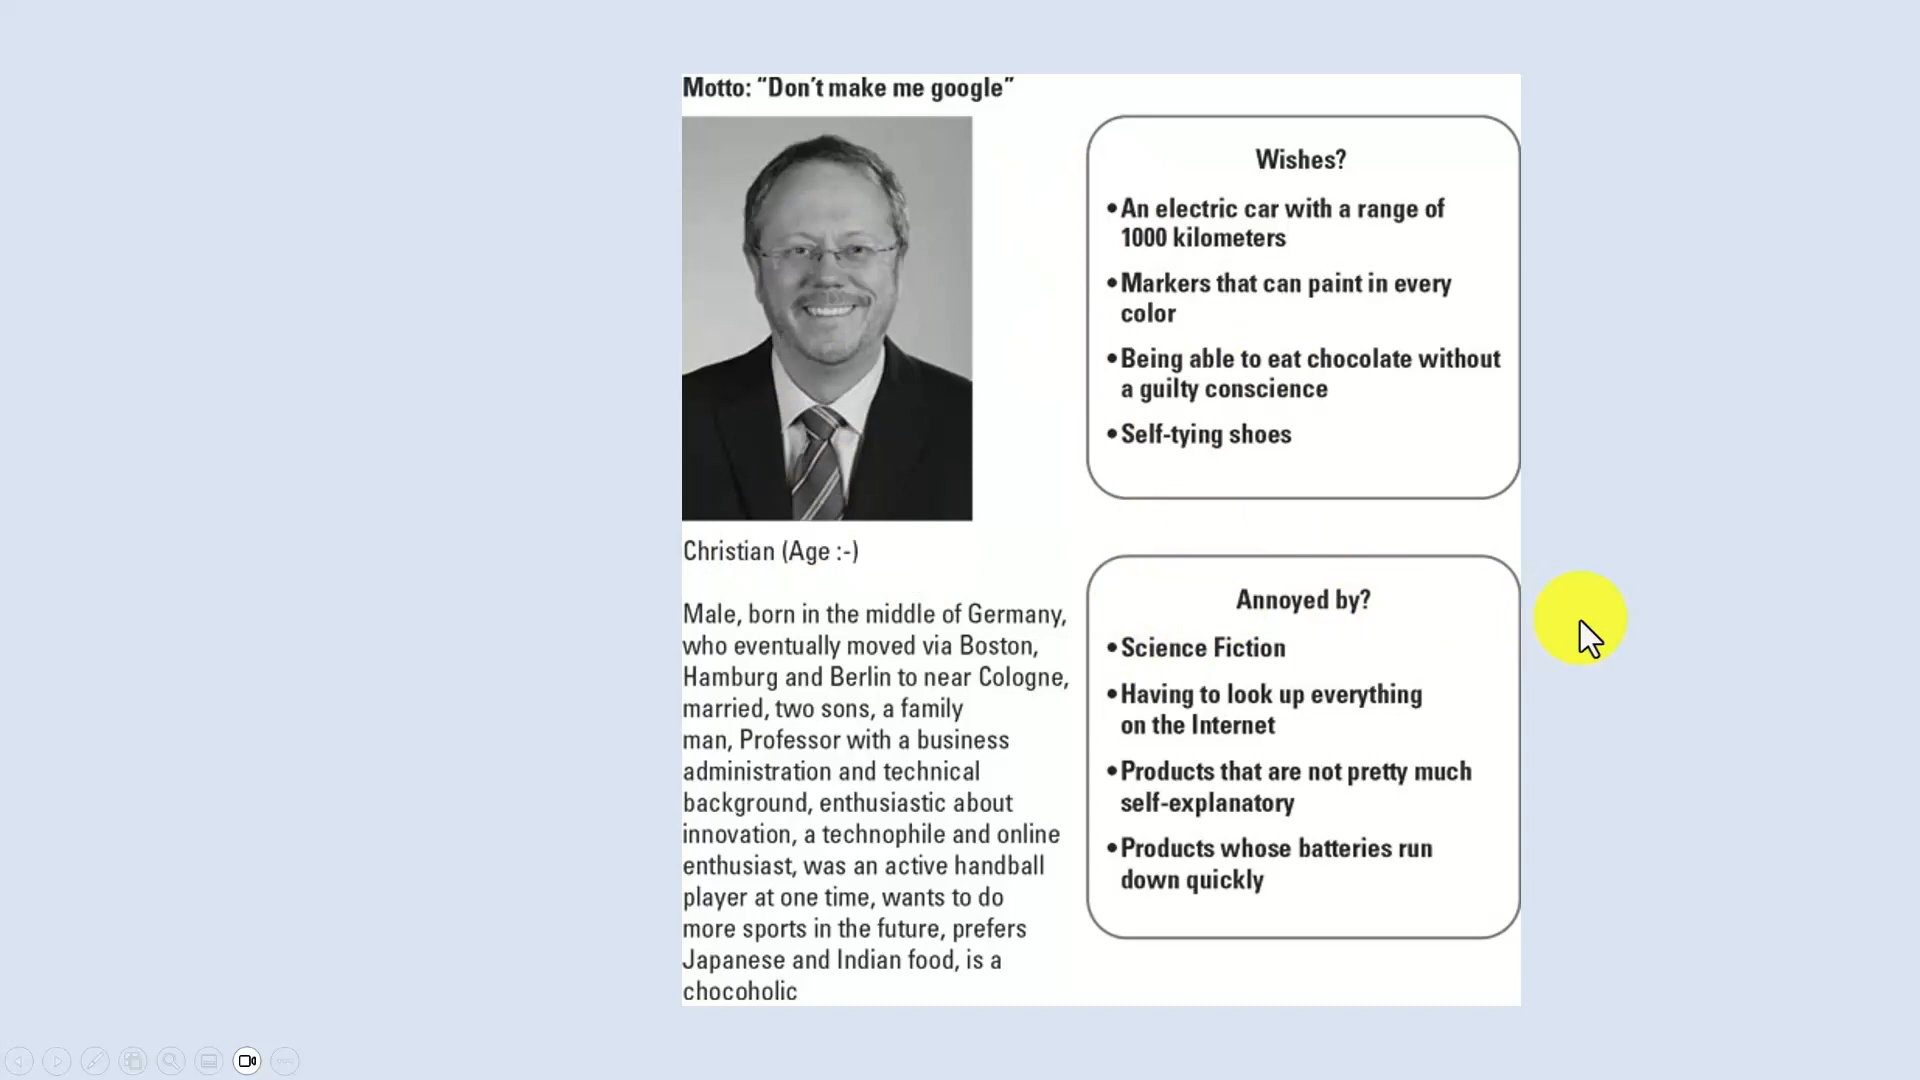 Motto: “Don’t make me google”
Christian (Age :-)
Male, born in the middle of Germany,
who eventually moved via Boston,
Hamburg and Berlin to near Cologne,
married, two sons, a family
man, Professor with a business
administration and technical
background, enthusiastic about
innovation, a technophile and online
enthusiast, was an active handball
player at one time, wants to do
more sports in the future, prefers
Japanese and Indian food, is a
chocoholic
Wishes?
•An electric car with a range of
1000 kilometers
•Markers that can paint in every
color
•Being able to eat chocolate without
a guilty conscience
•Self-tying shoes
Annoyed by?
•Science Fiction
•Having to look up everything
on the Internet
•Products that are not pretty much
self-explanatory
•Products whose batteries run
down quickly